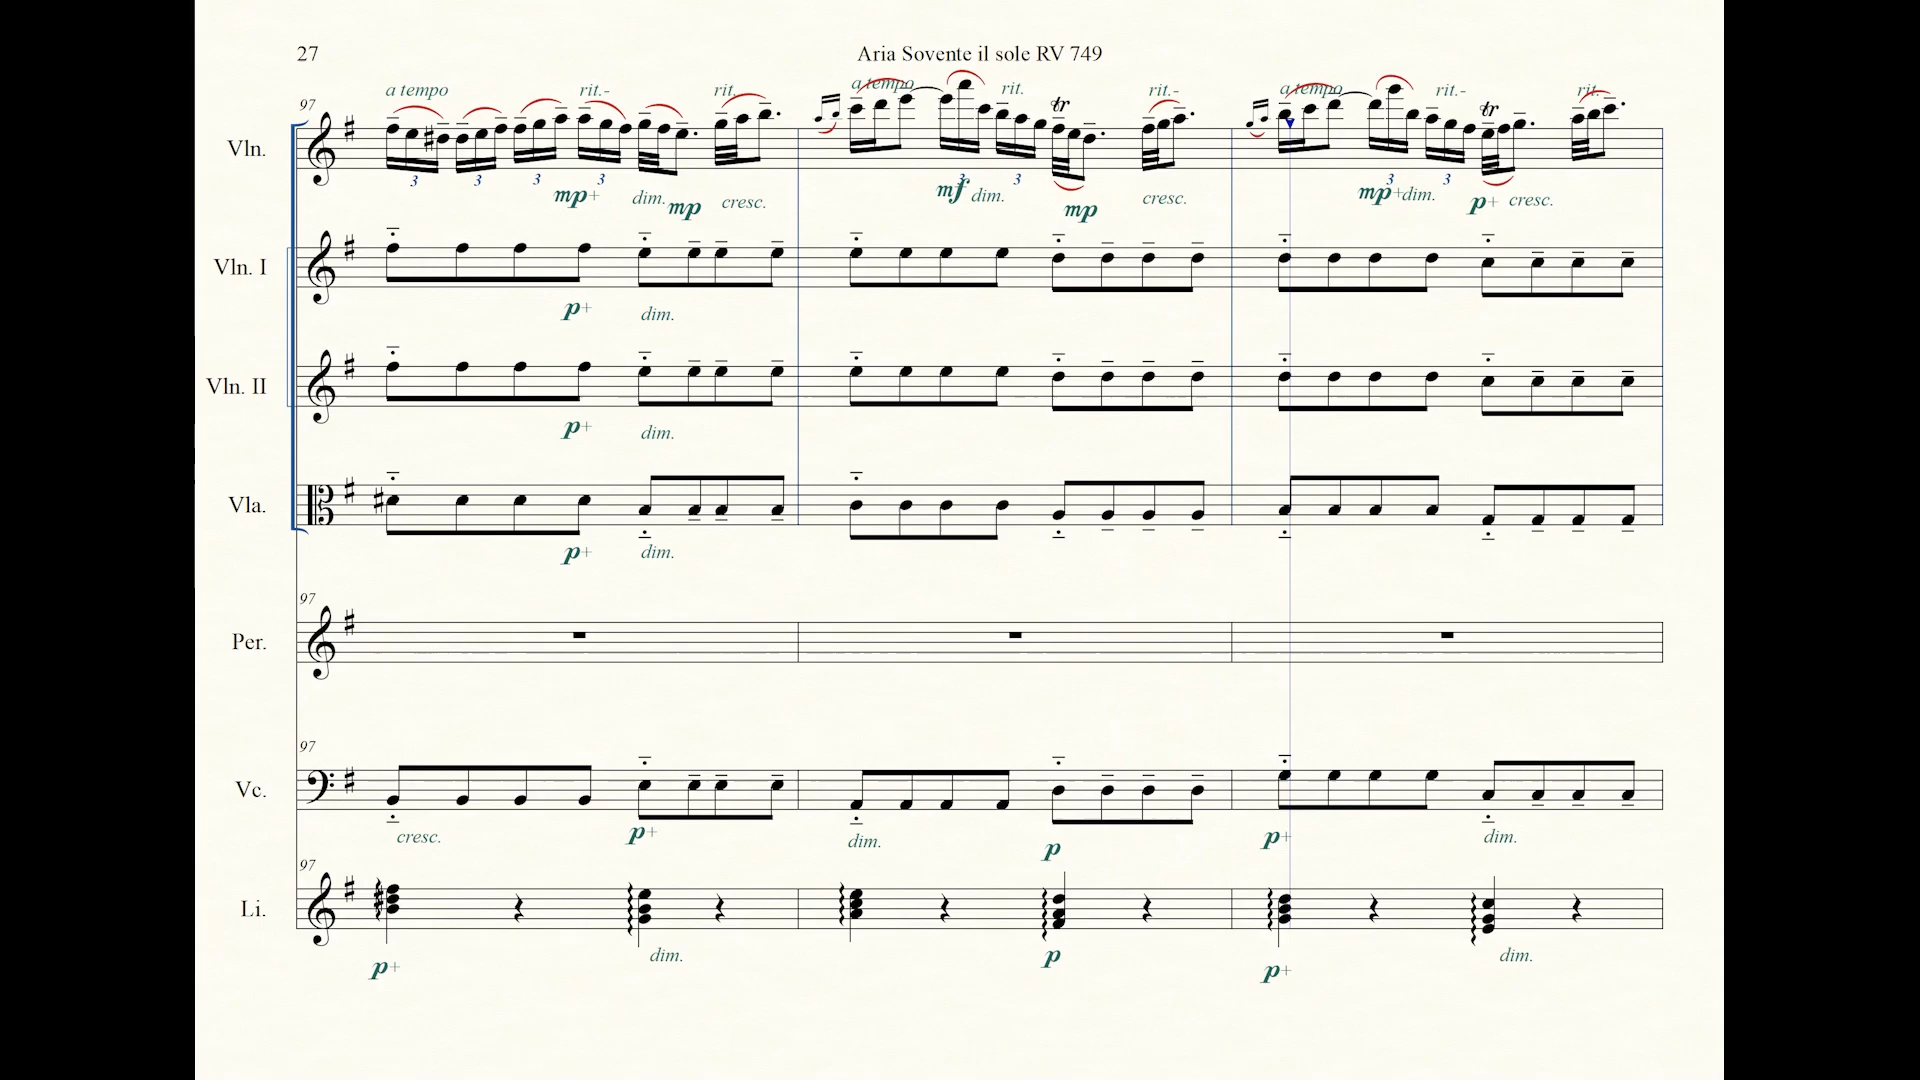 27 Aria Sovente il sole RV 749
a tempo rit.- rit. a tempo rit. rit.- a tempo rit.- rit.
97
tr tr
Vln.
3 3 3 3 3 3 3 3
mp+ dim. mp cresc. mf dim. mp cresc. mp+ dim. p+ cresc.
Vln. I
p+ dim.
Vln. II
p+ dim.
Vla.
p+ dim.
97
Per.
97
Vc.
cresc. p+ dim. p p+ dim.
97
Li.
p+ dim. p p+ dim.